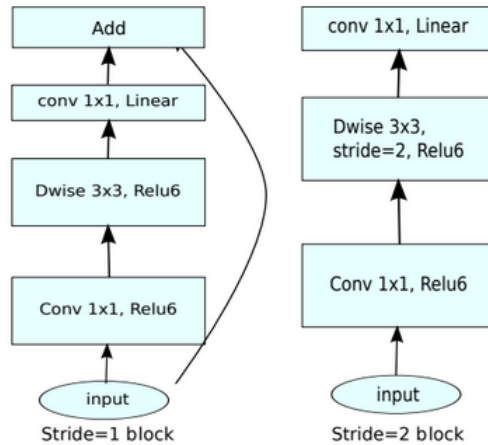 Add
conv 1x1, Linear
Dwise 3x3, Relu6
Conv 1x1, Relu6
input
Stride=1 block
conv 1x1, Linear
Dwise 3x3,
stride=2, Relu6
Conv 1x1, Relu6
input
Stride=2 block